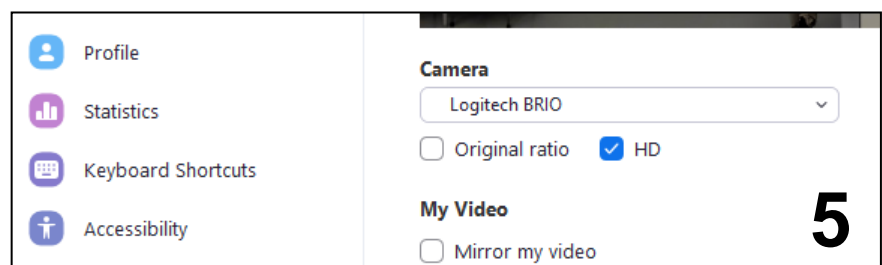 Profile
Statistics
Keyboard Shortcuts
Accessibility
Camera
Logitech BRIO
Original ratio HD
My Video
Mirror my video
5